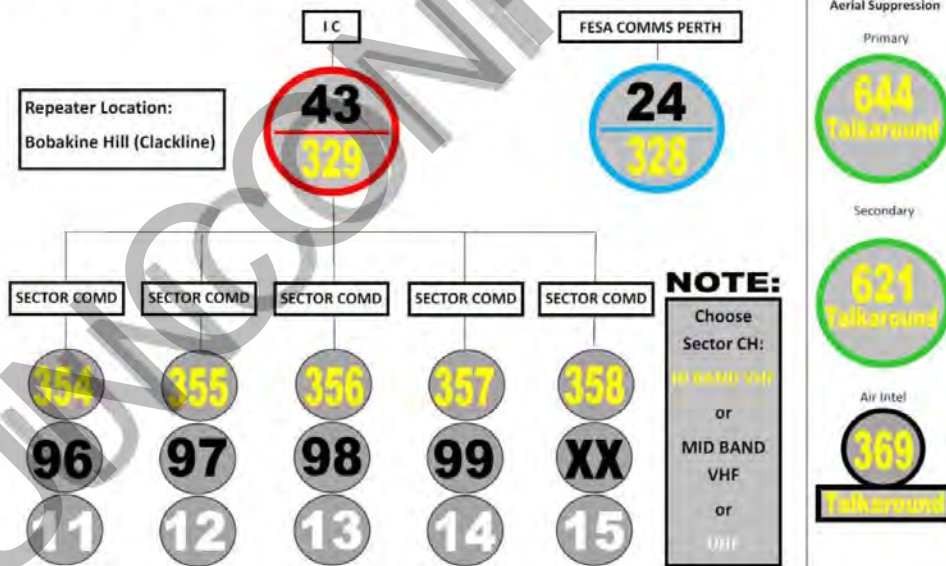 I C
FESA COMMS PERTH
Repeater Location:
Bobakine Hill (Clackline)
43
329
24
328
SECTOR COMD
SECTOR COMD
SECTOR COMD
SECTOR COMD
SECTOR COMD
354
355
356
357
358
96
97
98
99
XX
11
12
13
14
15
NOTE:
Choose
Sector CH:
HI BAND VHF
or
MID BAND
VHF
or
UHF
Aerial Suppression
Primary
644
Talkaround
Secondary
621
Talkaround
Air Intel
369
Talkaround